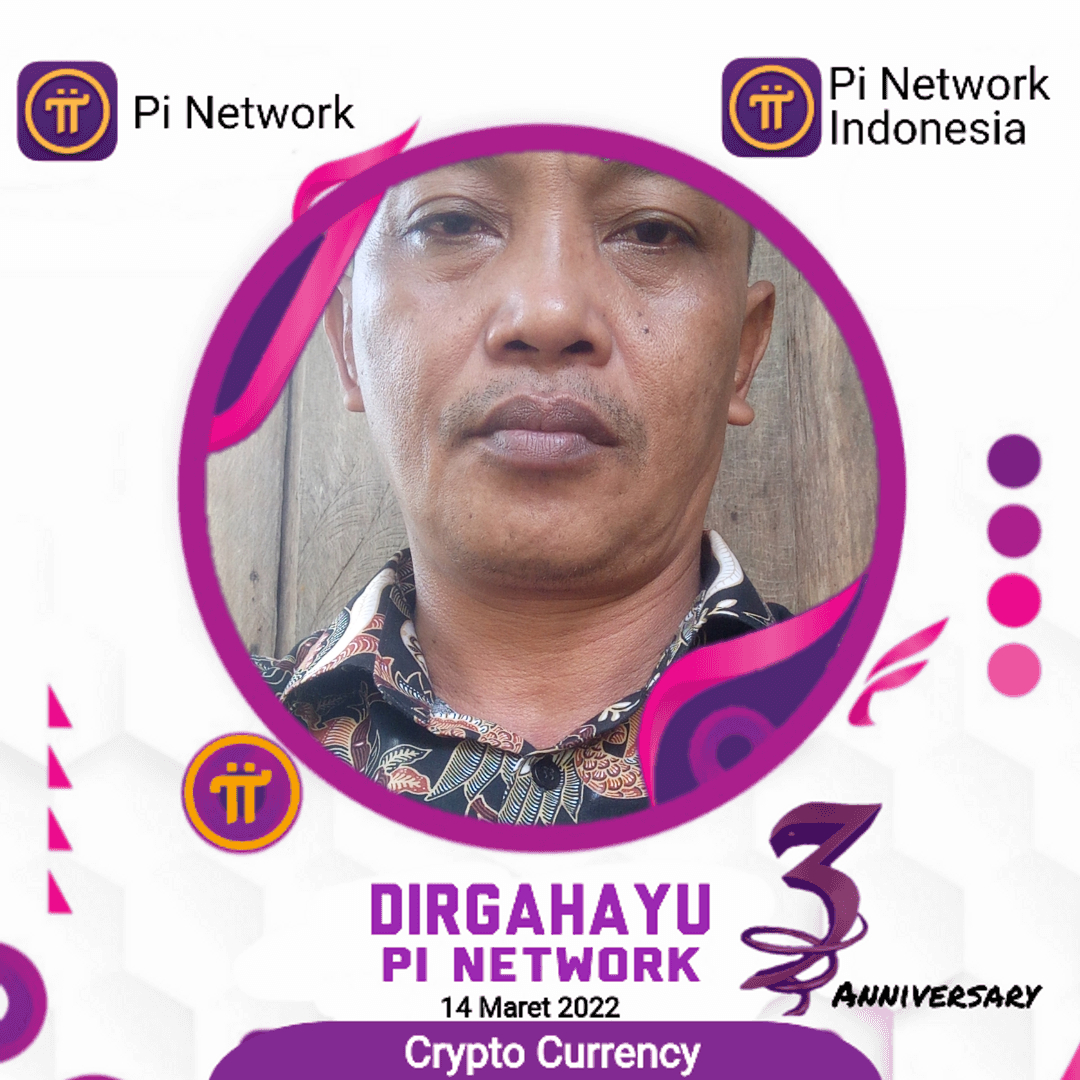 Pi Network
Pi Network
Indonesia
DIRGAHAYU
PI NETWORK
14 Maret 2022
3
ANNIVERSARY
Crypto Currency